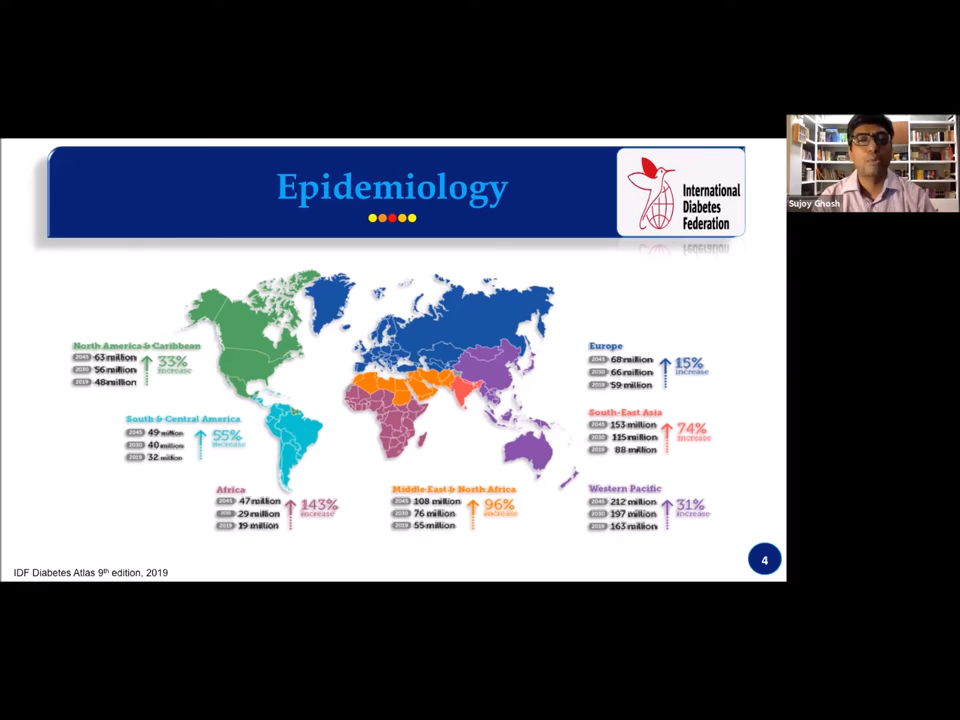 Epidemiology
International
Diabetes
Federation
Sujoy Ghosh
North America & Caribbean
2045 63 million
2030 56 million
2019 48 million
33%
increase
South & Central America
2045 49 million
2030 40 million
2019 32 million
55%
increase
Africa
2045 47 million
2030 29 million
2019 19 million
143%
increase
Middle East & North Africa
2045 108 million
2030 76 million
2019 55 million
96%
increase
Europe
2045 68 million
2030 66 million
2019 59 million
15%
increase
South-East Asia
2045 153 million
2030 115 million
2019 88 million
74%
increase
Western Pacific
2045 212 million
2030 197 million
2019 163 million
31%
increase
IDF Diabetes Atlas 9th edition, 2019
4